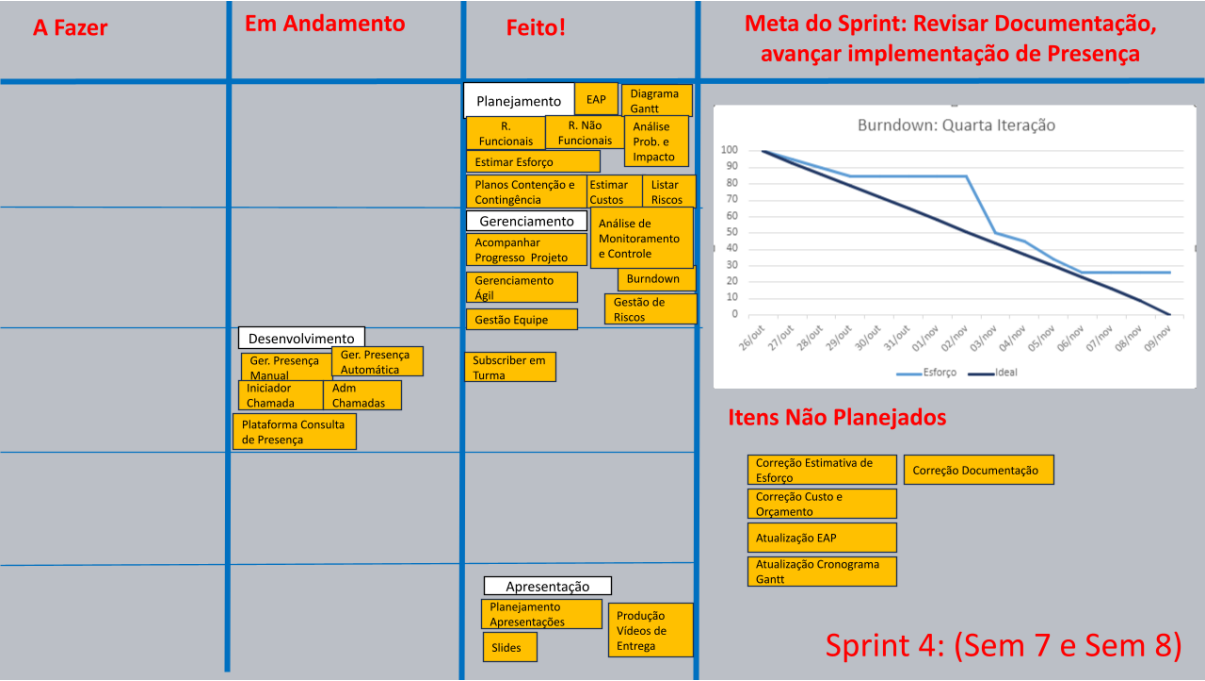 A Fazer
Em Andamento
Feito!
Meta do Sprint: Revisar Documentação,
avançar implementação de Presença
Planejamento
EAP
Diagrama
Gantt
R.
Funcionais
R. Não
Funcionais
Análise
Prob. e
Impacto
Estimar Esforço
Planos Contenção e
Contingência
Estimar
Custos
Listar
Riscos
Gerenciamento
Análise de
Monitoramento
e Controle
Acompanhar
Progresso Projeto
Gerenciamento
Ágil
Burndown
Gestão de
Riscos
Gestão Equipe
Desenvolvimento
Ger. Presença
Manual
Ger. Presença
Automática
Iniciador
Chamada
Adm
Chamadas
Plataforma Consulta
de Presença
Subscriber em
Turma
Apresentação
Planejamento
Apresentações
Produção
Vídeos de
Entrega
Slides
Burndown: Quarta Iteração
100
90
80
70
60
50
40
30
20
10
0
26/out
27/out
28/out
29/out
30/out
31/out
01/nov
02/nov
03/nov
04/nov
05/nov
06/nov
07/nov
08/nov
09/nov
Esforço
Ideal
Itens Não Planejados
Correção Estimativa de
Esforço
Correção Documentação
Correção Custo e
Orçamento
Atualização EAP
Atualização Cronograma
Gantt
Sprint 4: (Sem 7 e Sem 8)